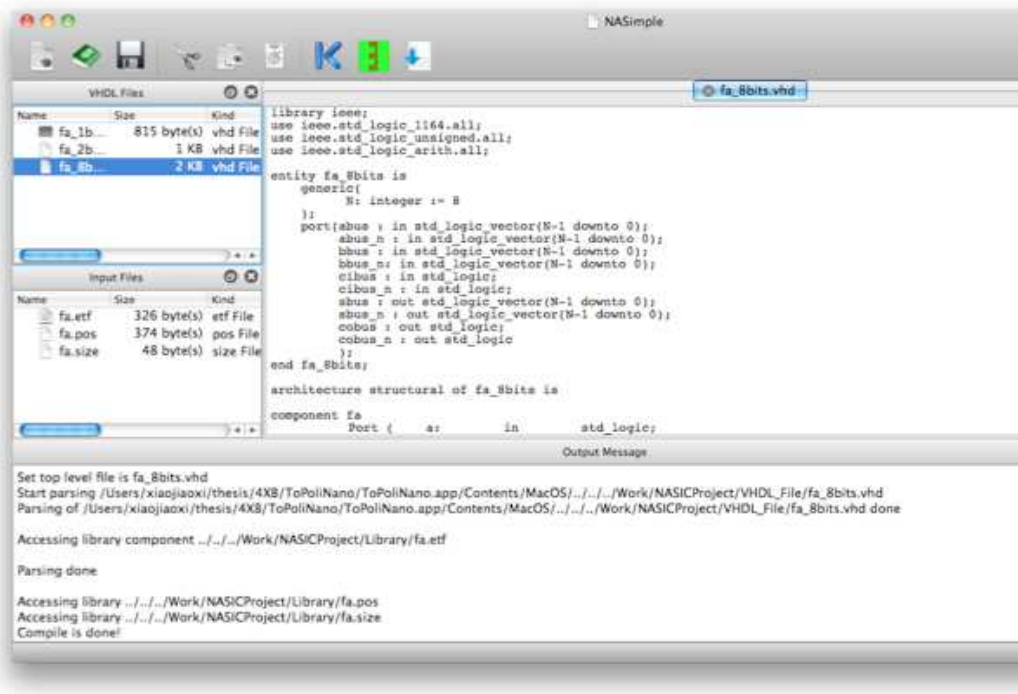 NASimple
VHDL Files
Name Size Kind
fa_1b... 815 byte(s) vhd File
fa_2b... 1 KB vhd File
fa_8b... 2 KB vhd File
Input Files
Name Size Kind
fa.etf 326 byte(s) etf File
fa.pos 374 byte(s) pos File
fa.size 48 byte(s) size File
fa_8bits.vhd
library ieee;
use ieee.std_logic_1164.all;
use ieee.std_logic_unsigned.all;
use ieee.std_logic_arith.all;
entity fa_8bits is
generic(
N: integer := 8
);
port(abus : in std_logic_vector(N-1 downto 0);
abus_n : in std_logic_vector(N-1 downto 0);
bbus : in std_logic_vector(N-1 downto 0);
bbus_n: in std_logic_vector(N-1 downto 0);
cibus : in std_logic;
cibus_n : in std_logic;
sbus : out std_logic_vector(N-1 downto 0);
sbus_n : out std_logic_vector(N-1 downto 0);
cobus : out std_logic;
cobus_n : out std_logic
);
end fa_8bits;
architecture structural of fa_8bits is
component fa
Port ( a: in std_logic;
Output Message
Set top level file is fa_8bits.vhd
Start parsing /Users/xiaojiaoxi/thesis/4XB/ToPoliNano/ToPoliNano.app/Contents/MacOS/../../../Work/NASICProject/VHDL_File/fa_8bits.vhd
Parsing of /Users/xiaojiaoxi/thesis/4XB/ToPoliNano/ToPoliNano.app/Contents/MacOS/../../../Work/NASICProject/VHDL_File/fa_8bits.vhd done
Accessing library component ../../../Work/NASICProject/Library/fa.etf
Parsing done
Accessing library ../../../Work/NASICProject/Library/fa.pos
Accessing library ../../../Work/NASICProject/Library/fa.size
Compile is done!